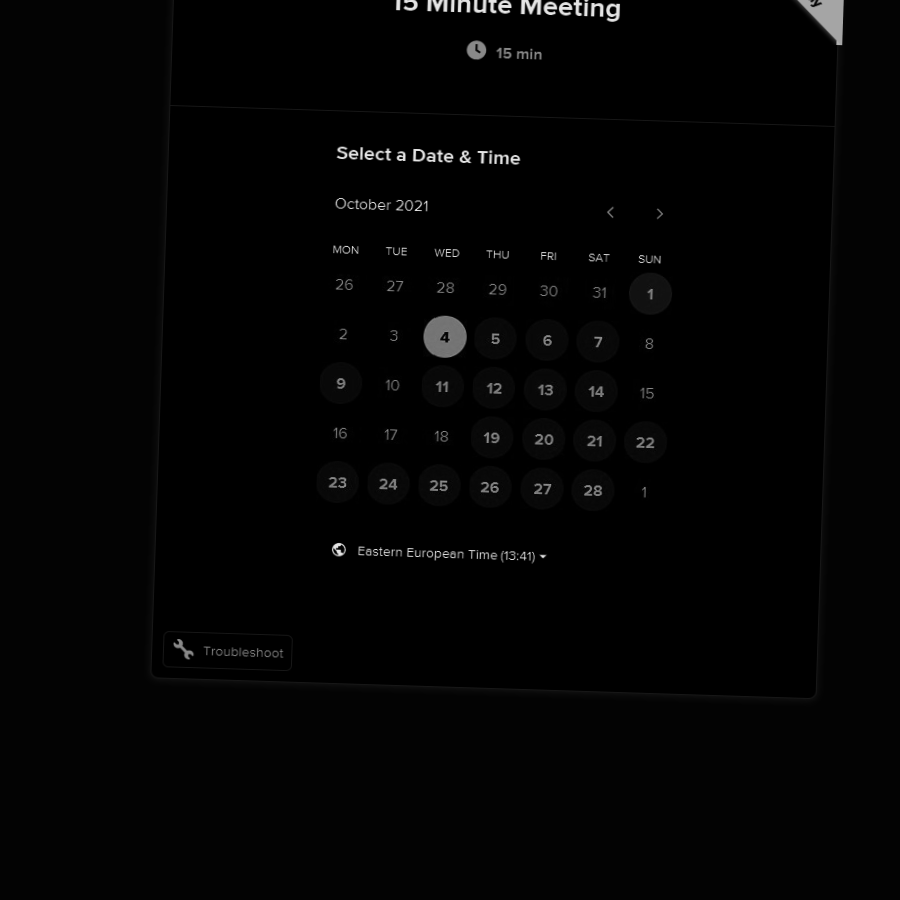 15 Minute Meeting
15 min
Select a Date & Time
October 2021
MON TUE WED THU FRI SAT SUN
26 27 28 29 30 31 1
2 3 4 5 6 7 8
9 10 11 12 13 14 15
16 17 18 19 20 21 22
23 24 25 26 27 28 1
Eastern European Time (13:41)
Troubleshoot